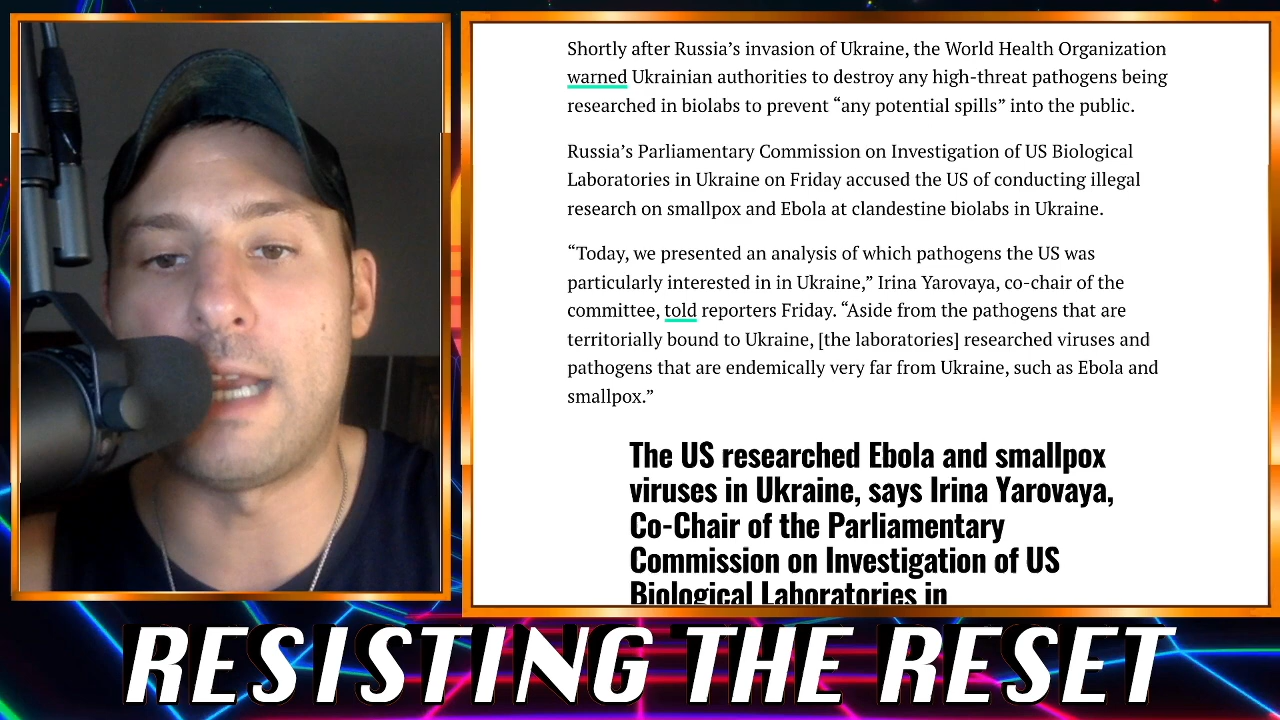 Shortly after Russia’s invasion of Ukraine, the World Health Organization
warned Ukrainian authorities to destroy any high-threat pathogens being
researched in biolabs to prevent “any potential spills” into the public.
Russia’s Parliamentary Commission on Investigation of US Biological
Laboratories in Ukraine on Friday accused the US of conducting illegal
research on smallpox and Ebola at clandestine biolabs in Ukraine.
“Today, we presented an analysis of which pathogens the US was
particularly interested in in Ukraine,” Irina Yarovaya, co-chair of the
committee, told reporters Friday. “Aside from the pathogens that are
territorially bound to Ukraine, [the laboratories] researched viruses and
pathogens that are endemically very far from Ukraine, such as Ebola and
smallpox.”
The US researched Ebola and smallpox
viruses in Ukraine, says Irina Yarovaya,
Co-Chair of the Parliamentary
Commission on Investigation of US
Biological Laboratories in
RESISTING THE RESET